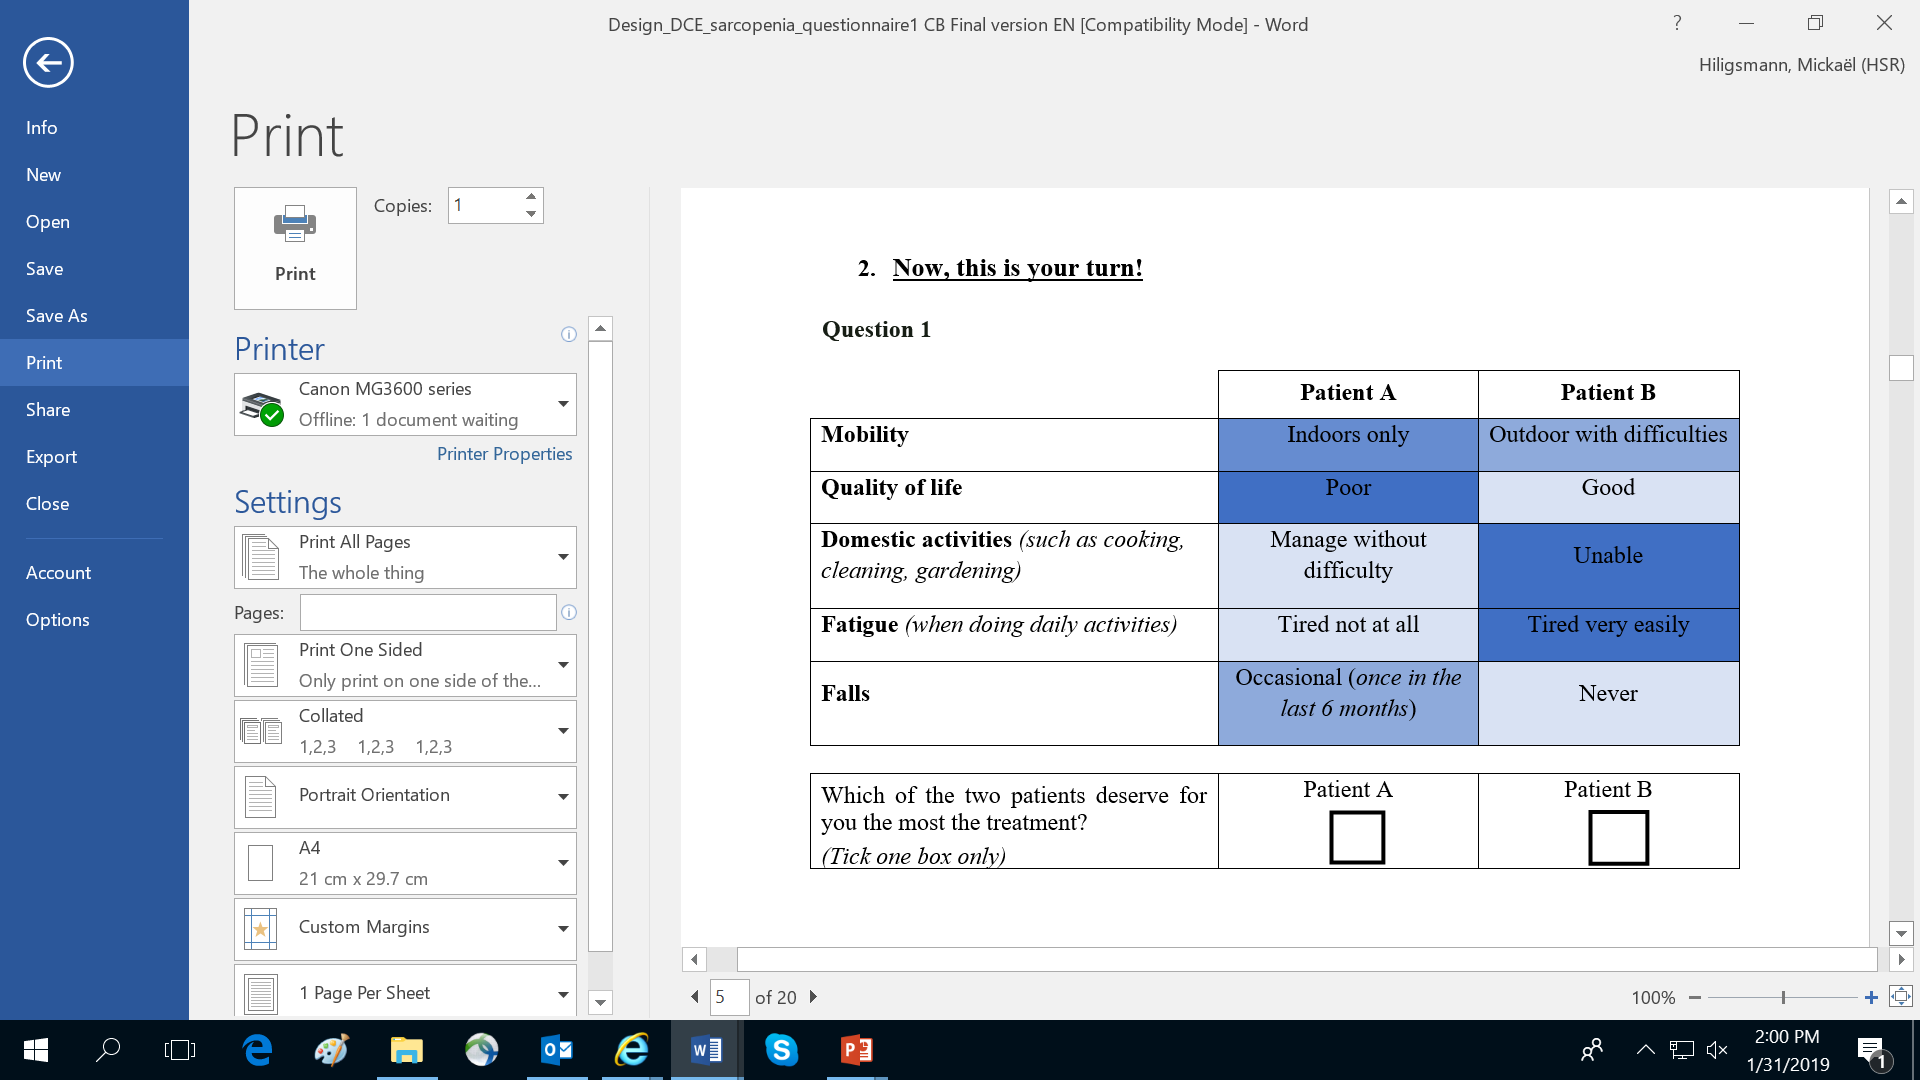 Design_DCE_sarcopenia_questionnaire1 CB Final version EN [Compatibility Mode] - Word
?
Hiligsmann, Mickaël (HSR)
Info
New
Open
Save
Save As
Print
Share
Export
Close
Account
Options
Print
Print
Copies: 1
Printer
Canon MG3600 series
Offline: 1 document waiting
Printer Properties
Settings
Print All Pages
The whole thing
Pages:
Print One Sided
Only print on one side of the...
Collated
1,2,3 1,2,3 1,2,3
Portrait Orientation
A4
21 cm x 29.7 cm
Custom Margins
1 Page Per Sheet
2. Now, this is your turn!
Question 1
Patient A Patient B
Mobility Indoors only Outdoor with difficulties
Quality of life Poor Good
Domestic activities (such as cooking,
cleaning, gardening)
Manage without
difficulty
Unable
Fatigue (when doing daily activities) Tired not at all Tired very easily
Falls
Occasional (once in the
last 6 months)
Never
Which of the two patients deserve for
you the most the treatment?
(Tick one box only)
Patient A
Patient B
5 of 20
100%
2:00 PM
1/31/2019
1